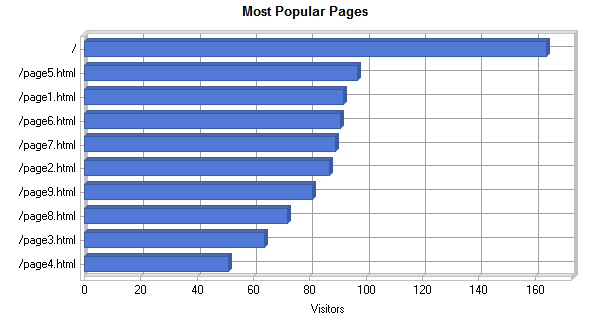 Most Popular Pages
/
/page5.html
/page1.html
/page6.html
/page7.html
/page2.html
/page9.html
/page8.html
/page3.html
/page4.html
0 20 40 60 80 100 120 140 160
Visitors